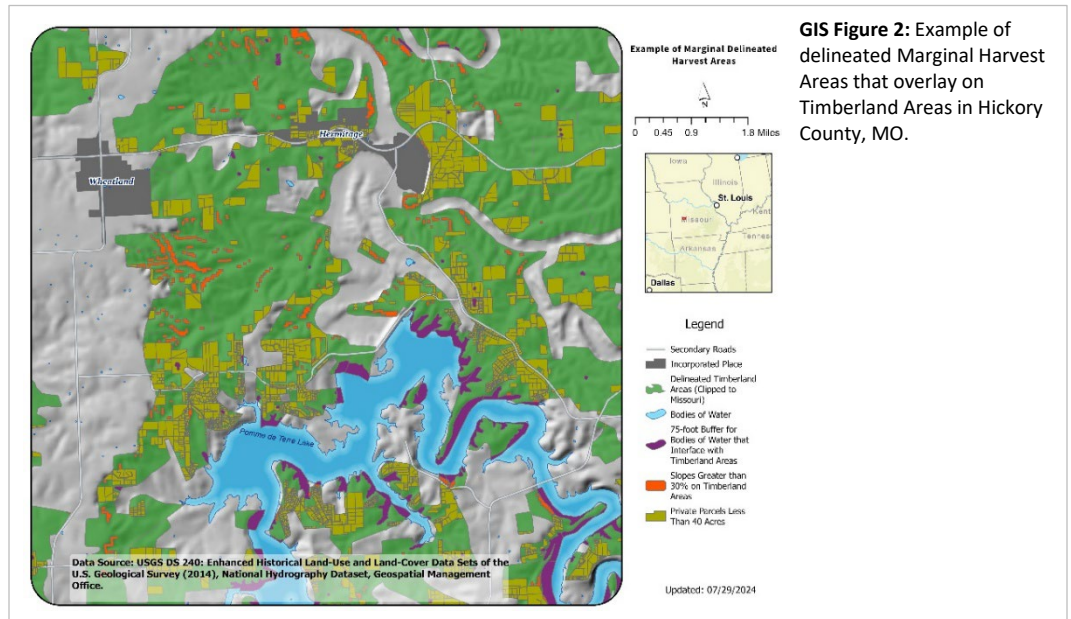 GIS Figure 2: Example of
delineated Marginal Harvest
Areas that overlay on
Timberland Areas in Hickory
County, MO.
Example of Marginal Delineated
Harvest Areas
N
0 0.45 0.9 1.8 Miles
Iowa
Illinois
St. Louis
Missour
Kent
Tennes
Arkansas
Dallas
Hermitage
Wheatland
Pomme de Terre Lake
Legend
Secondary Roads
Incorporated Place
Delineated Timberland
Areas (Clipped to
Missouri)
Bodies of Water
75-foot Buffer for
Bodies of Water that
Interface with
Timberland Areas
Slopes Greater than
30% on Timberland
Areas
Private Parcels Less
Than 40 Acres
Data Source: USGS DS 240: Enhanced Historical Land-Use and Land-Cover Data Sets of the
U.S. Geological Survey (2014), National Hydrography Dataset, Geospatial Management
Office.
Updated: 07/29/2024